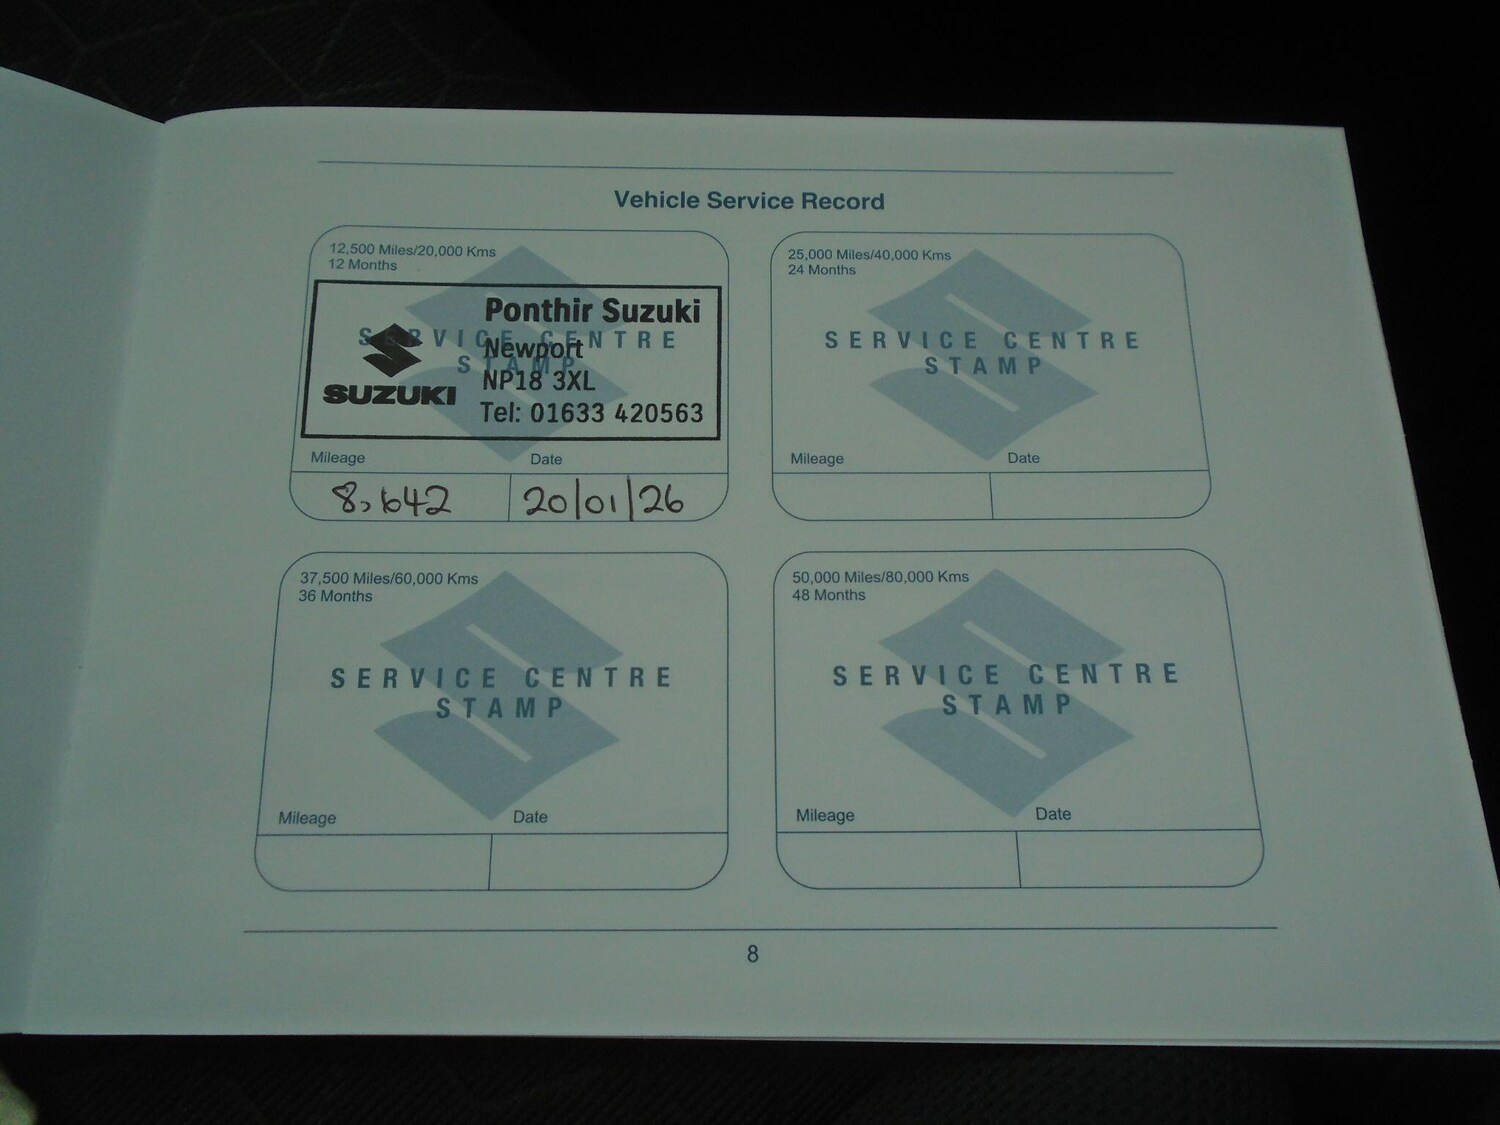 Vehicle Service Record
12,500 Miles/20,000 Kms
12 Months
SERVICE CENTRE
STAMP
Ponthir Suzuki
Newport
NP18 3XL
Tel: 01633 420563
SUZUKI
Mileage Date
8,642 20/01/26
25,000 Miles/40,000 Kms
24 Months
SERVICE CENTRE
STAMP
Mileage Date
37,500 Miles/60,000 Kms
36 Months
SERVICE CENTRE
STAMP
Mileage Date
50,000 Miles/80,000 Kms
48 Months
SERVICE CENTRE
STAMP
Mileage Date
8